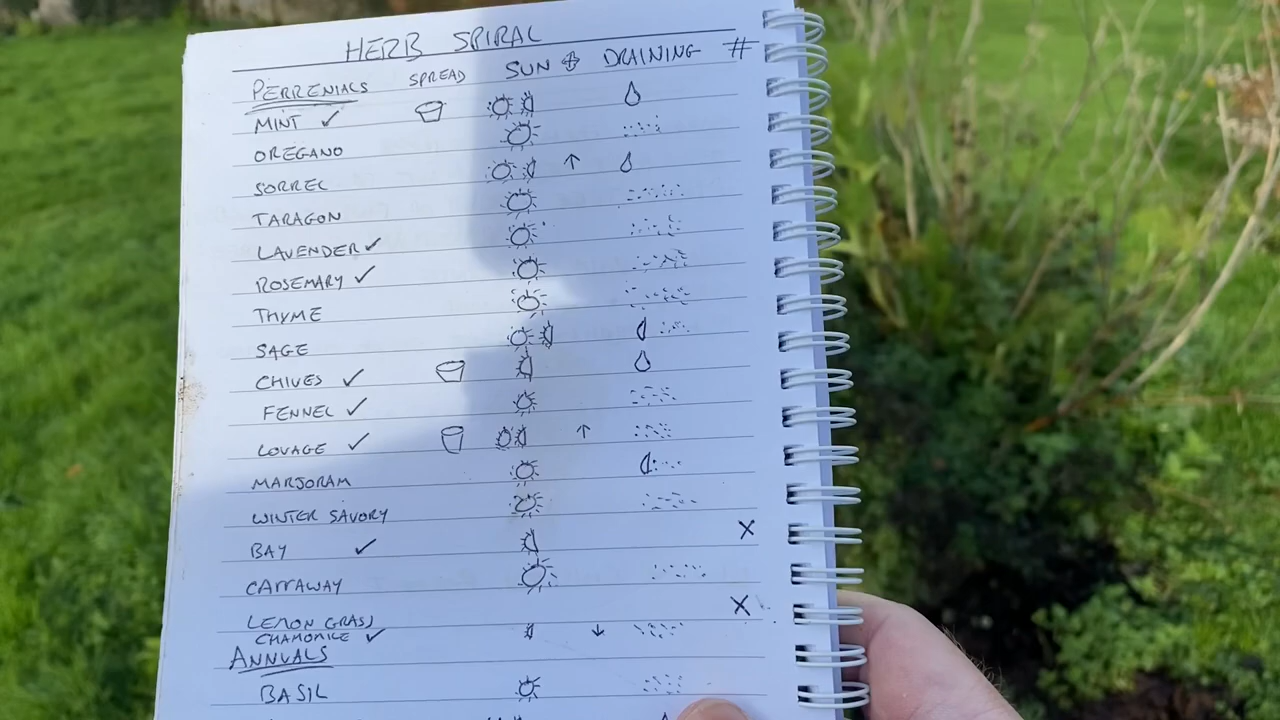 HERB SPIRAL
PERRENIALS SPREAD SUN DRAINING #
MINT ✓
OREGANO
SORREL ↑
TARAGON
LAVENDER ✓
ROSEMARY ✓
THYME
SAGE
CHIVES ✓
FENNEL ✓
LOVAGE ✓ ↑
MARJORAM
WINTER SAVORY
BAY ✓ X
CARRAWAY
LEMON GRASS X
CHAMOMILE ✓ ↓
ANNUALS
BASIL